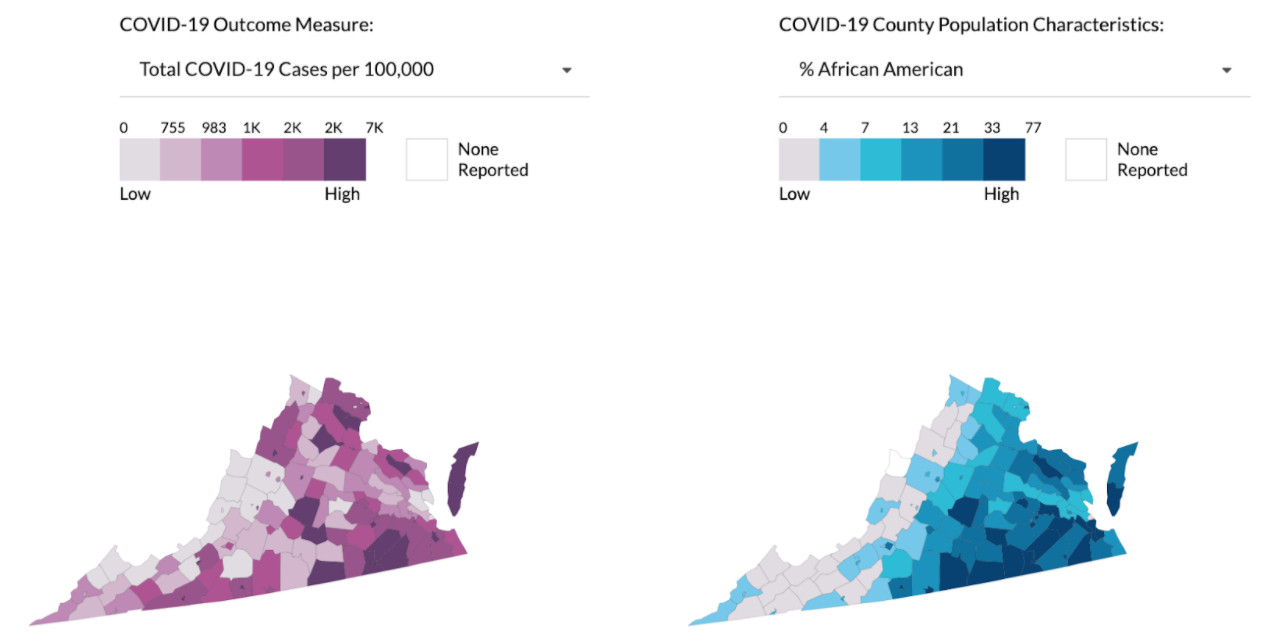 COVID-19 Outcome Measure:
Total COVID-19 Cases per 100,000
0 755 983 1K 2K 2K 7K
None
Reported
Low High
COVID-19 County Population Characteristics:
% African American
0 4 7 13 21 33 77
None
Reported
Low High